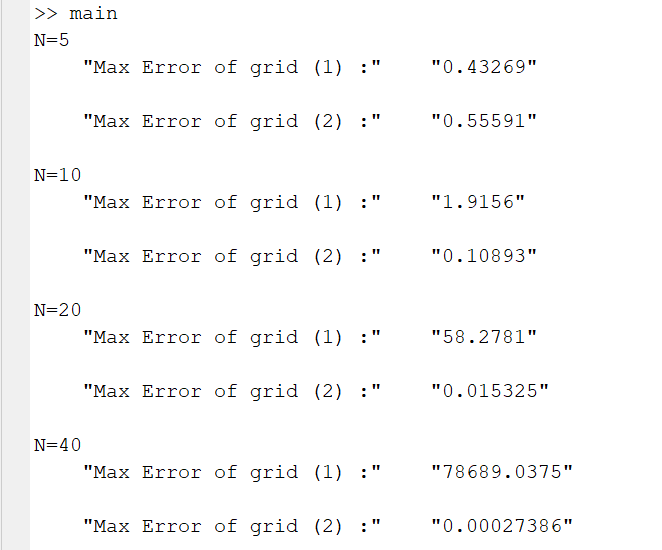 >> main
N=5
"Max Error of grid (1) :" "0.43269"
"Max Error of grid (2) :" "0.55591"
N=10
"Max Error of grid (1) :" "1.9156"
"Max Error of grid (2) :" "0.10893"
N=20
"Max Error of grid (1) :" "58.2781"
"Max Error of grid (2) :" "0.015325"
N=40
"Max Error of grid (1) :" "78689.0375"
"Max Error of grid (2) :" "0.00027386"